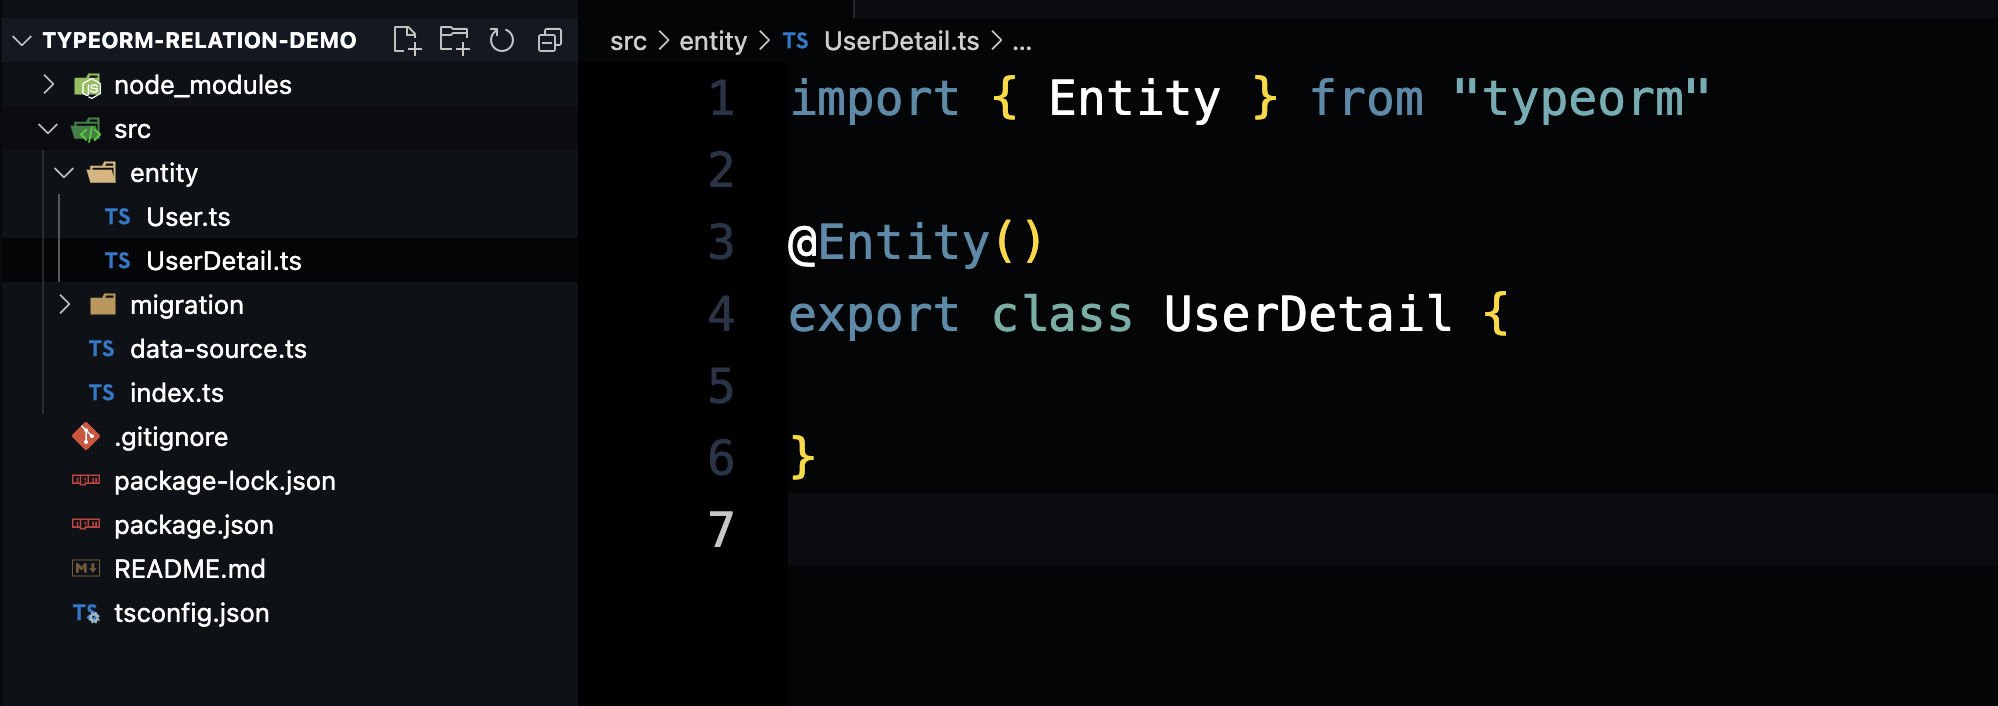 TYPEORM-RELATION-DEMO
node_modules
src
entity
TS User.ts
TS UserDetail.ts
migration
TS data-source.ts
TS index.ts
.gitignore
package-lock.json
package.json
README.md
TS tsconfig.json
src > entity > TS UserDetail.ts > ...
1 import { Entity } from "typeorm"
2
3 @Entity()
4 export class UserDetail {
5
6 }
7